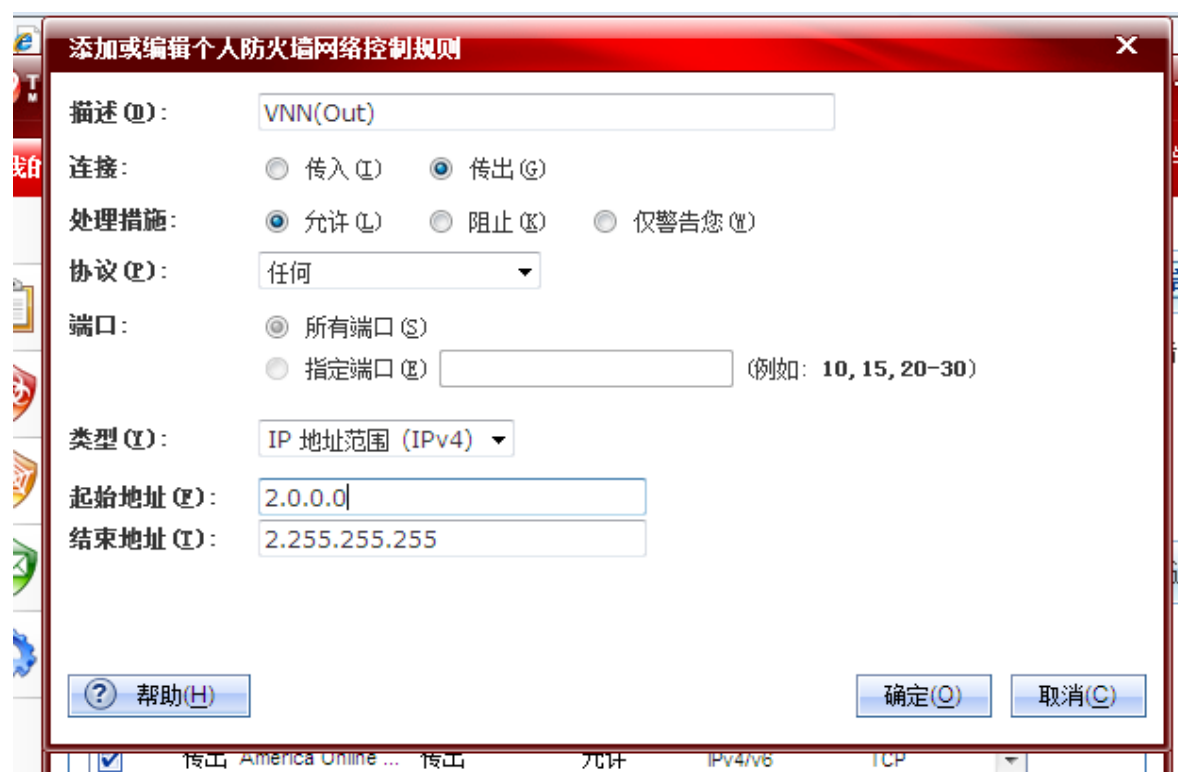 添加或编辑个人防火墙网络控制规则
描述(D): VNN(Out)
连接: 传入(I) 传出(G)
处理措施: 允许(L) 阻止(K) 仅警告您(W)
协议(P): 任何
端口: 所有端口(S)
指定端口(E) (例如: 10,15,20-30)
类型(Y): IP 地址范围 (IPv4)
起始地址(F): 2.0.0.0
结束地址(T): 2.255.255.255
? 帮助(H) 确定(O) 取消(C)
传出 America Online ... 传出 允许 IPv4/v6 TCP